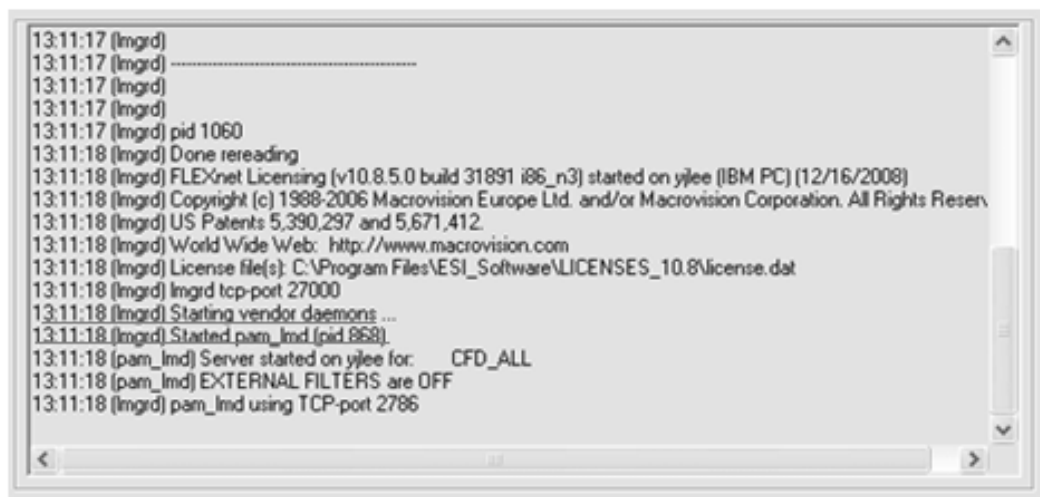 13:11:17 (lmgrd)
13:11:17 (lmgrd) -----------------------------------------------
13:11:17 (lmgrd)
13:11:17 (lmgrd)
13:11:17 (lmgrd) pid 1060
13:11:18 (lmgrd) Done rereading
13:11:18 (lmgrd) FLEXnet Licensing (v10.8.5.0 build 31891 i86_n3) started on yjlee (IBM PC) (12/16/2008)
13:11:18 (lmgrd) Copyright (c) 1988-2006 Macrovision Europe Ltd. and/or Macrovision Corporation. All Rights Reserv
13:11:18 (lmgrd) US Patents 5,390,297 and 5,671,412.
13:11:18 (lmgrd) World Wide Web:  http://www.macrovision.com
13:11:18 (lmgrd) License file(s): C:\Program Files\ESI_Software\LICENSES_10.8\license.dat
13:11:18 (lmgrd) lmgrd tcp-port 27000
13:11:18 (lmgrd) Starting vendor daemons ...
13:11:18 (lmgrd) Started pam_lmd (pid 868)
13:11:18 (pam_lmd) Server started on yjlee for:	CFD_ALL
13:11:18 (pam_lmd) EXTERNAL FILTERS are OFF
13:11:18 (lmgrd) pam_lmd using TCP-port 2786